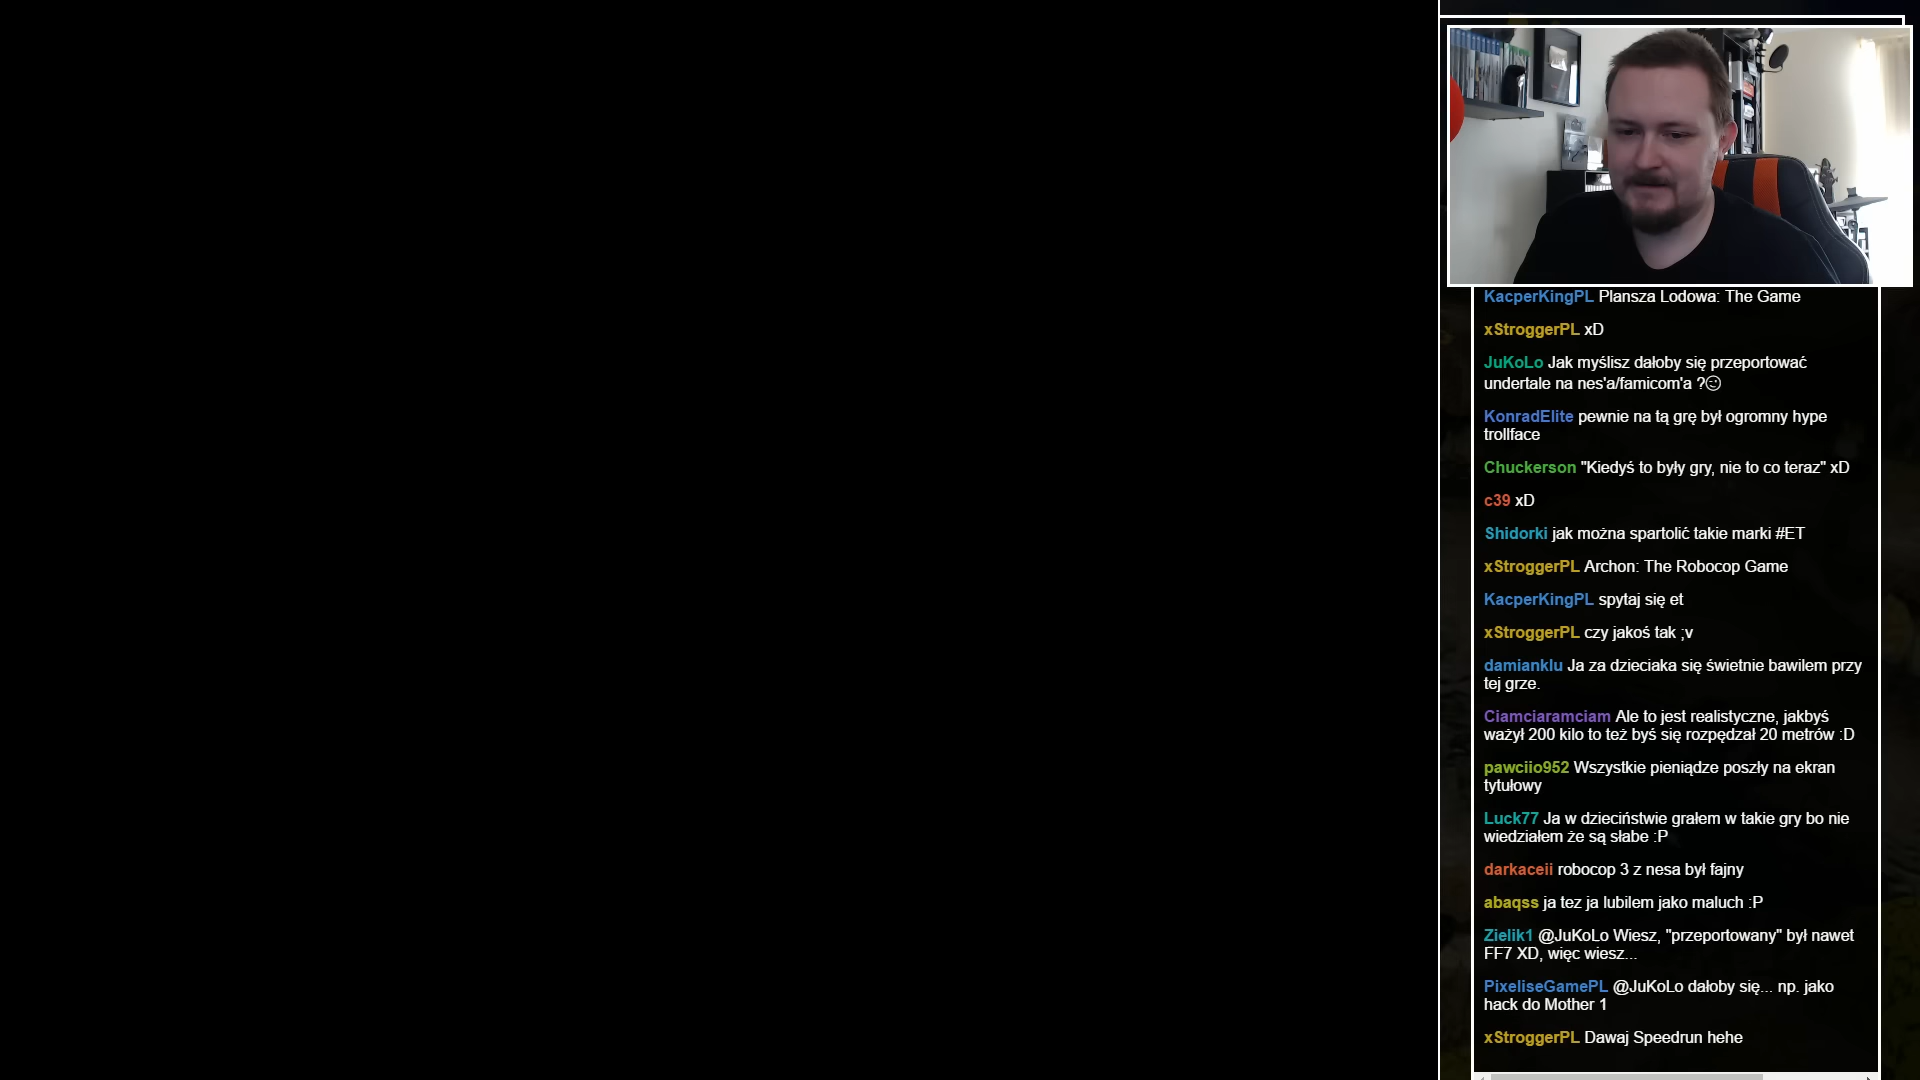 KacperKingPL Plansza Lodowa: The Game
xStroggerPL xD
JuKoLo Jak myślisz dałoby się przeportować
undertale na nes'a/famicom'a ?
KonradElite pewnie na tą grę był ogromny hype
trollface
Chuckerson "Kiedyś to były gry, nie to co teraz" xD
c39 xD
Shidorki jak można spartolić takie marki #ET
xStroggerPL Archon: The Robocop Game
KacperKingPL spytaj się et
xStroggerPL czy jakoś tak ;v
damianklu Ja za dzieciaka się świetnie bawilem przy
tej grze.
Ciamciaramciam Ale to jest realistyczne, jakbyś
ważył 200 kilo to też byś się rozpędzał 20 metrów :D
pawciio952 Wszystkie pieniądze poszły na ekran
tytułowy
Luck77 Ja w dzieciństwie grałem w takie gry bo nie
wiedziałem że są słabe :P
darkaceii robocop 3 z nesa był fajny
abaqss ja tez ja lubilem jako maluch :P
Zielik1 @JuKoLo Wiesz, "przeportowany" był nawet
FF7 XD, więc wiesz...
PixeliseGamePL @JuKoLo dałoby się... np. jako
hack do Mother 1
xStroggerPL Dawaj Speedrun hehe